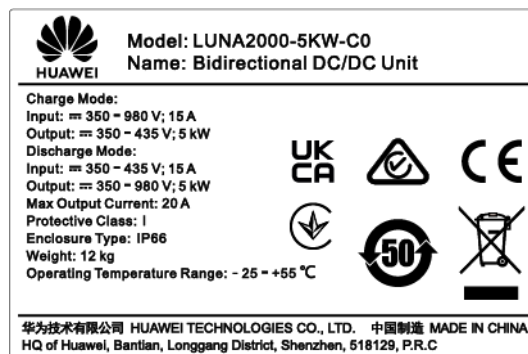 HUAWEI
Model: LUNA2000-5KW-C0
Name: Bidirectional DC/DC Unit
Charge Mode:
Input: ⎓ 350 - 980 V; 15 A
Output: ⎓ 350 - 435 V; 5 kW
Discharge Mode:
Input: ⎓ 350 - 435 V; 15 A
Output: ⎓ 350 - 980 V; 5 kW
Max Output Current: 20 A
Protective Class: I
Enclosure Type: IP66
Weight: 12 kg
Operating Temperature Range: - 25 - +55 ℃
UK
CA
CE
50
华为技术有限公司 HUAWEI TECHNOLOGIES CO., LTD. 中国制造 MADE IN CHINA
HQ of Huawei, Bantian, Longgang District, Shenzhen, 518129, P.R.C